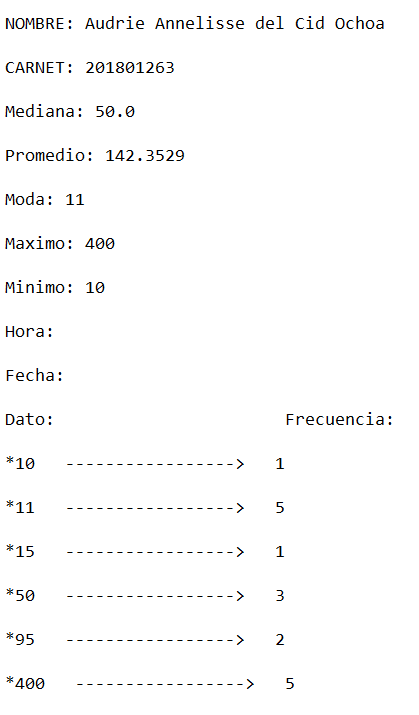 NOMBRE: Audrie Annelisse del Cid Ochoa
CARNET: 201801263
Mediana: 50.0
Promedio: 142.3529
Moda: 11
Maximo: 400
Minimo: 10
Hora:
Fecha:
Dato:                       Frecuencia:
*10   ----------------->   1
*11   ----------------->   5
*15   ----------------->   1
*50   ----------------->   3
*95   ----------------->   2
*400   ----------------->   5